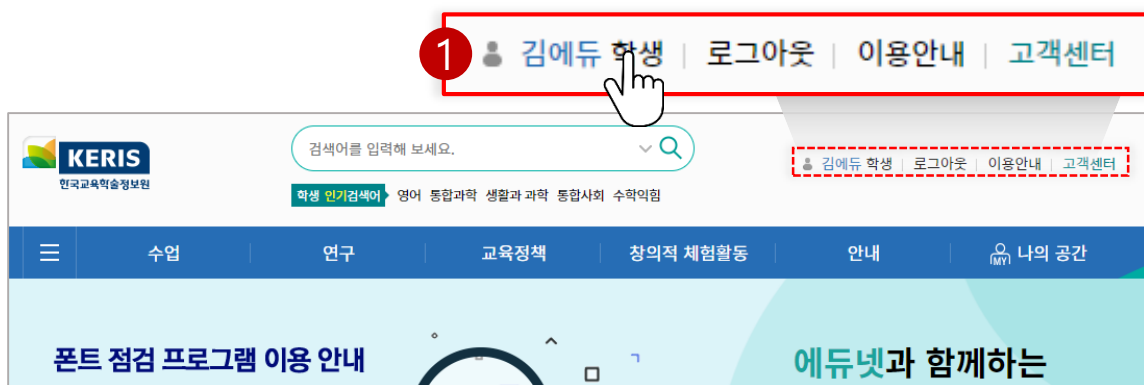 1 김에듀 학생 | 로그아웃 | 이용안내 | 고객센터
KERIS
한국교육학술정보원
검색어를 입력해 보세요.
학생 인기검색어 영어 통합과학 생활과 과학 통합사회 수학익힘
김에듀 학생 | 로그아웃 | 이용안내 | 고객센터
수업 연구 교육정책 창의적 체험활동 안내 MY 나의 공간
폰트 점검 프로그램 이용 안내
에듀넷과 함께하는